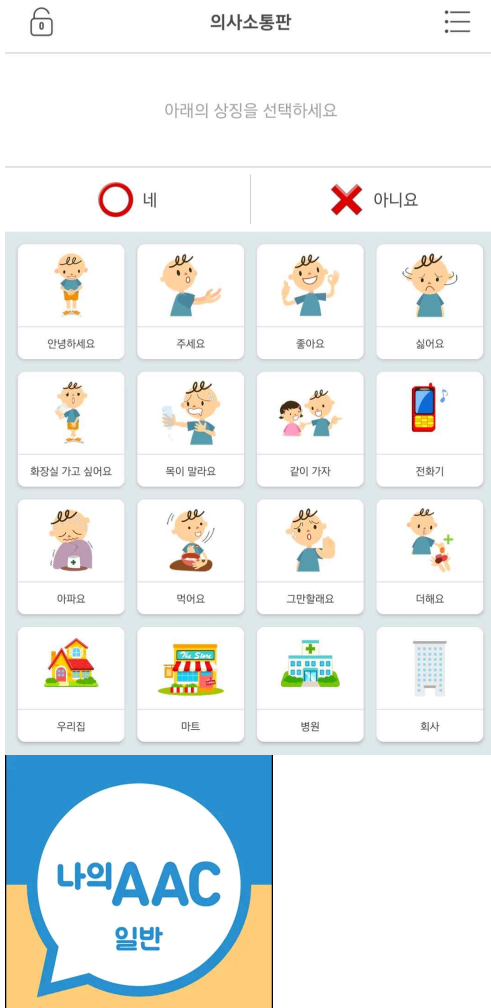 의사소통판
아래의 상징을 선택하세요
네 아니요
안녕하세요 주세요 좋아요 싫어요
화장실 가고 싶어요 목이 말라요 같이 가자 전화기
아파요 먹어요 그만할래요 더해요
The Store
우리집 마트 병원 회사
나의AAC
일반